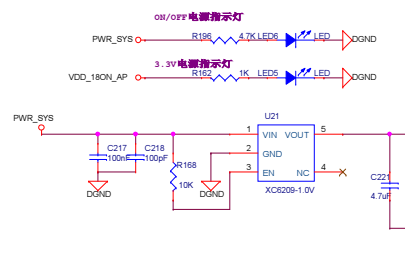 ON/OFF电源指示灯
PWR_SYS R196 4.7K LED6 LED DGND
3.3V电源指示灯
VDD_18ON_AP R162 1K LED5 LED DGND
PWR_SYS
U21
1 VIN VOUT 5
C217 C218
100nF 100pF
2 GND
R168
3 EN NC 4
10K
C221
DGND DGND XC6209-1.0V
4.7uF